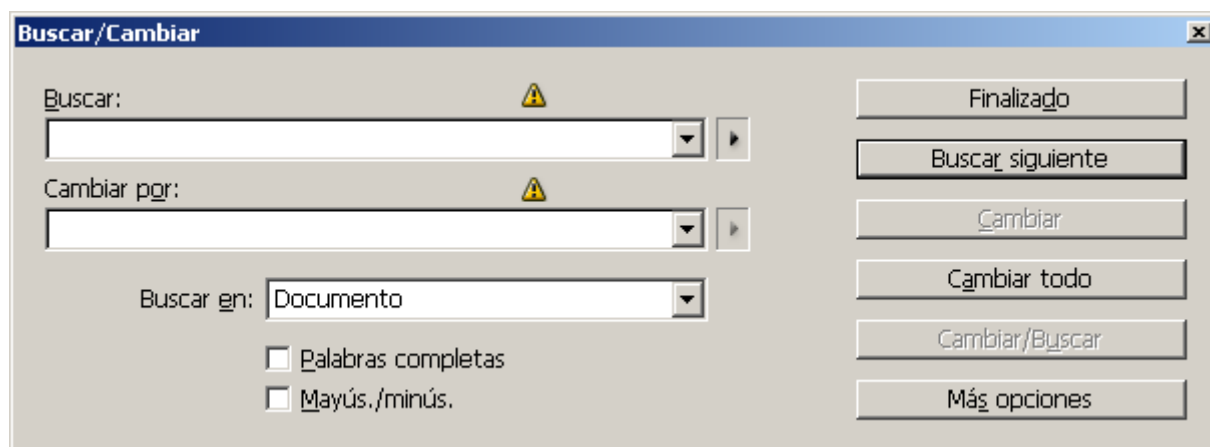 Buscar/Cambiar
Buscar:
Finalizado
Buscar siguiente
Cambiar por:
Cambiar
Cambiar todo
Buscar en: Documento
Cambiar/Buscar
Palabras completas
Mayús./minús.
Más opciones